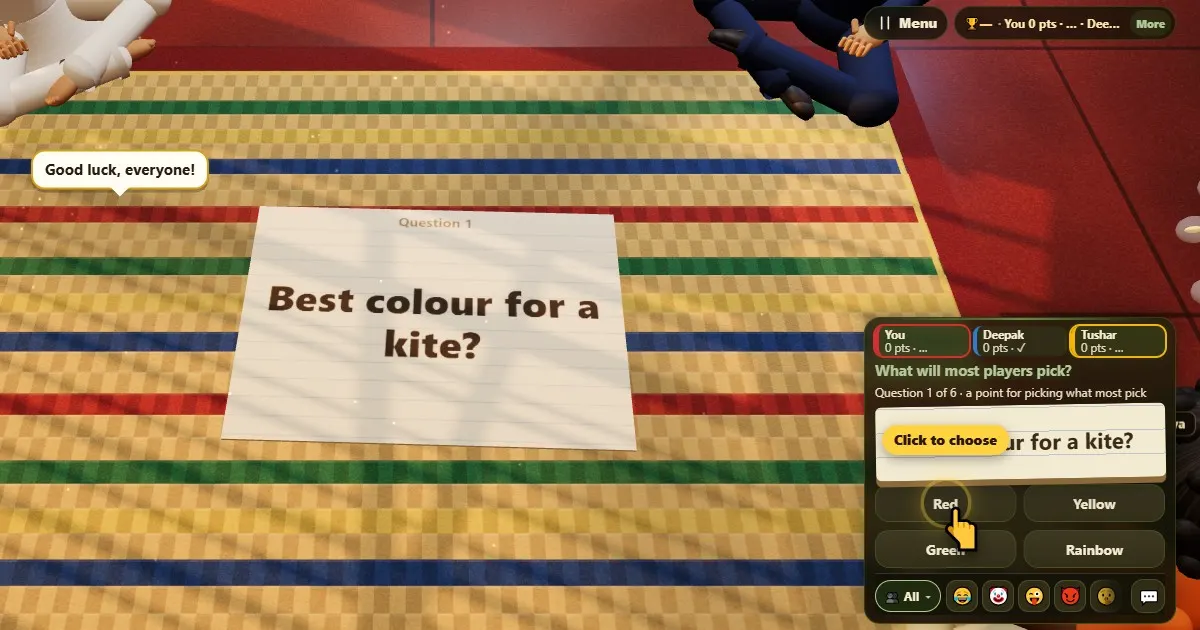 Menu
— · You 0 pts · ... · Dee... More
Good luck, everyone!
Question 1
Best colour for a
kite?
You
0 pts · ...
Deepak
0 pts · ✓
Tushar
0 pts · ...
What will most players pick?
Question 1 of 6 · a point for picking what most pick
Click to choose
ur for a kite?
Red
Yellow
Green
Rainbow
All